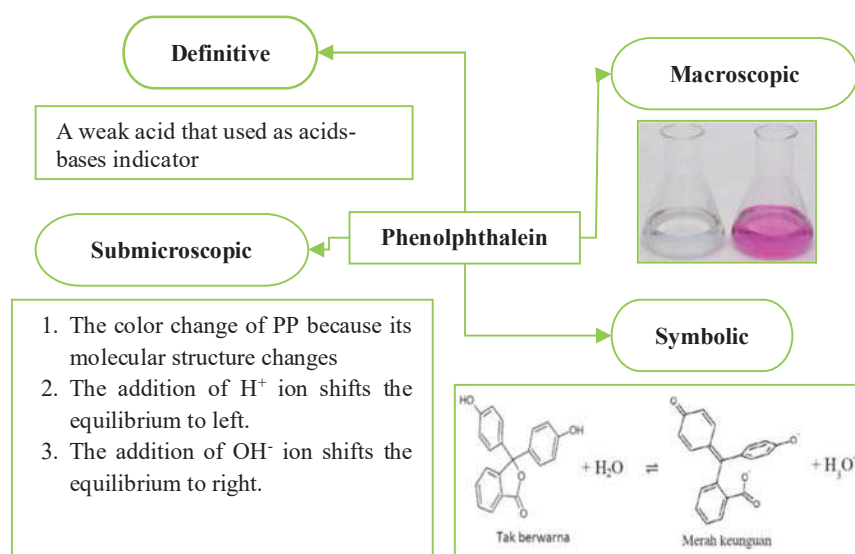 Definitive
A weak acid that used as acids-
bases indicator
Macroscopic
Phenolphthalein
Submicroscopic
1. The color change of PP because its
molecular structure changes
2. The addition of H⁺ ion shifts the
equilibrium to left.
3. The addition of OH⁻ ion shifts the
equilibrium to right.
Symbolic
HO
OH
O
O
+ H₂O ⇌
O
O⁻
O⁻
O
+ H₃O⁺
Tak berwarna
Merah keunguan